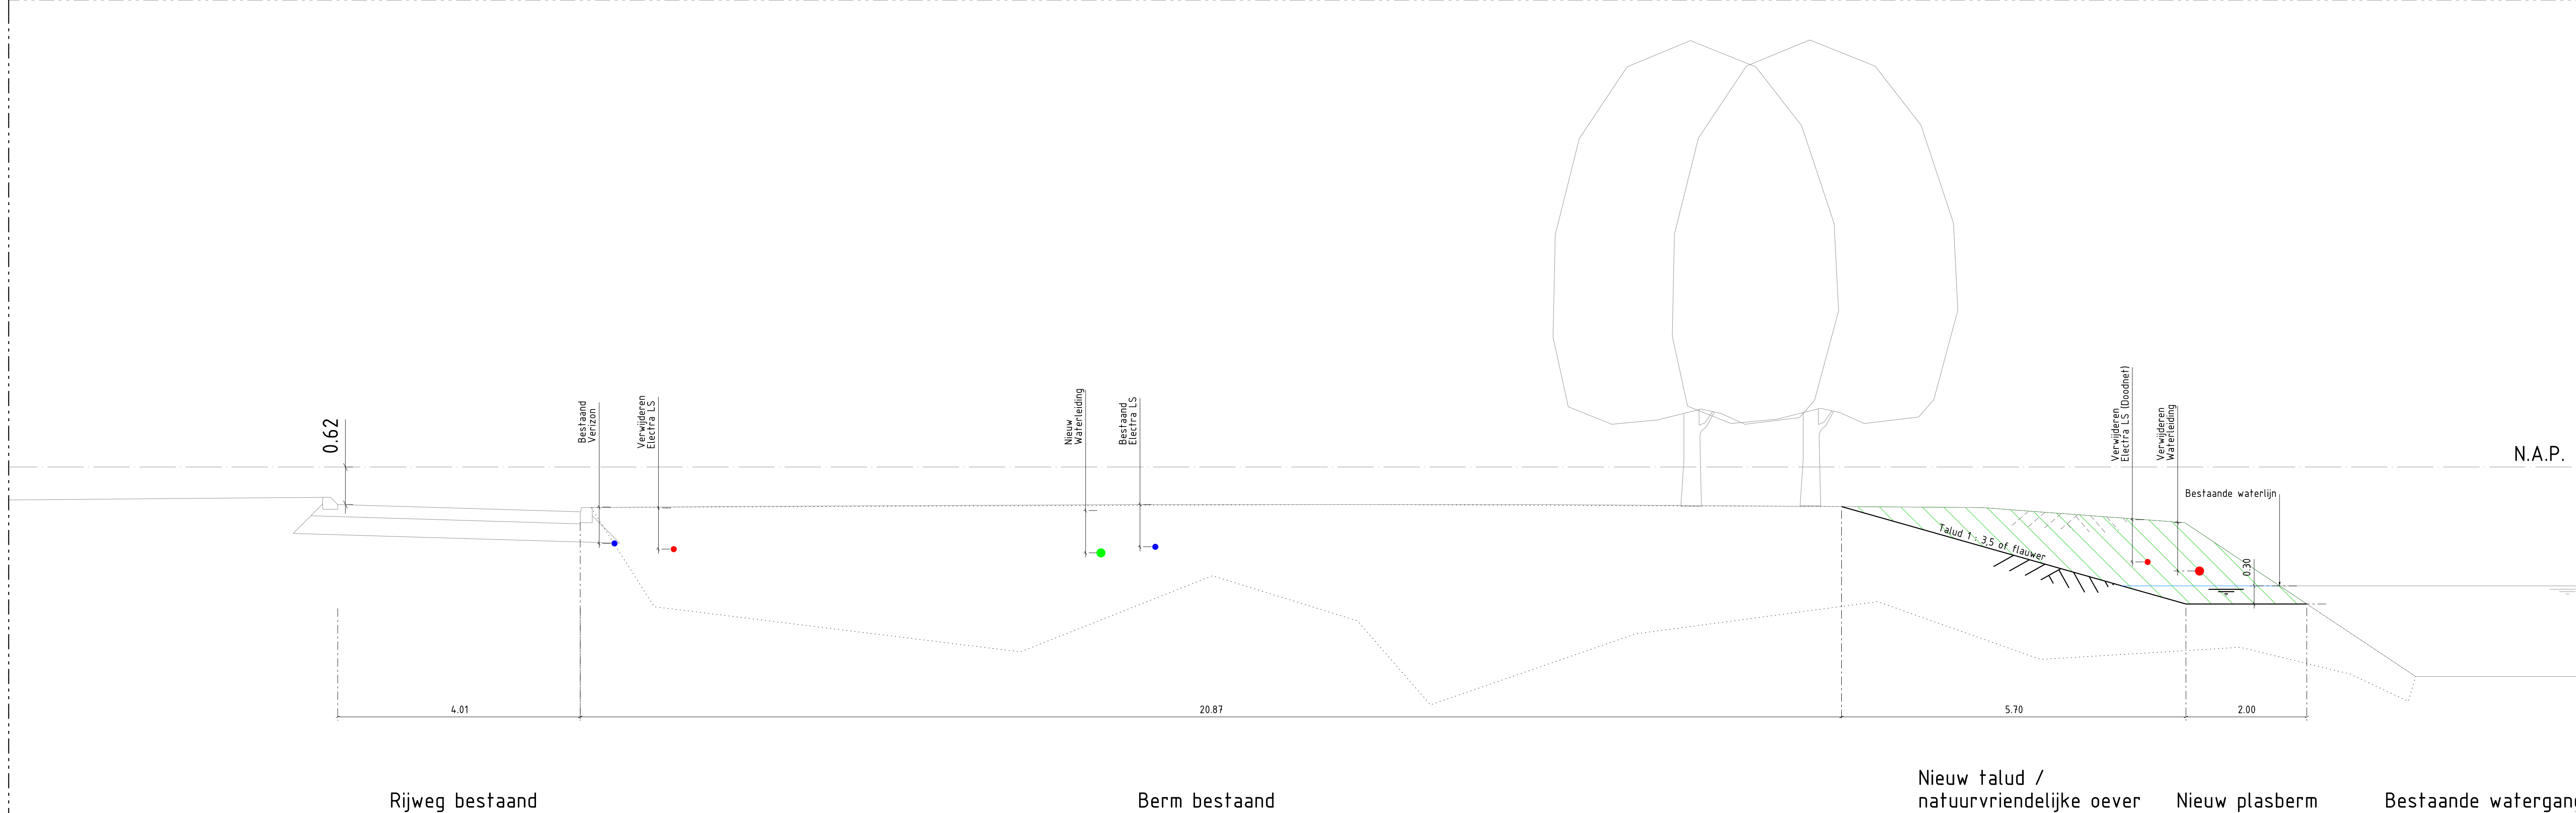 0.62
Bestaand
Verizon
Verwijderen
Electra LS
Nieuw
Waterleiding
Bestaand
Electra LS
Verwijderen
Electra LS (Doodnet)
Verwijderen
Waterleiding
N.A.P.
Bestaande waterlijn
Talud 1 : 3,5 of flauwer
0.30
4.01
20.87
5.70
2.00
Rijweg bestaand
Berm bestaand
Nieuw talud /
natuurvriendelijke oever
Nieuw plasberm
Bestaande watergang